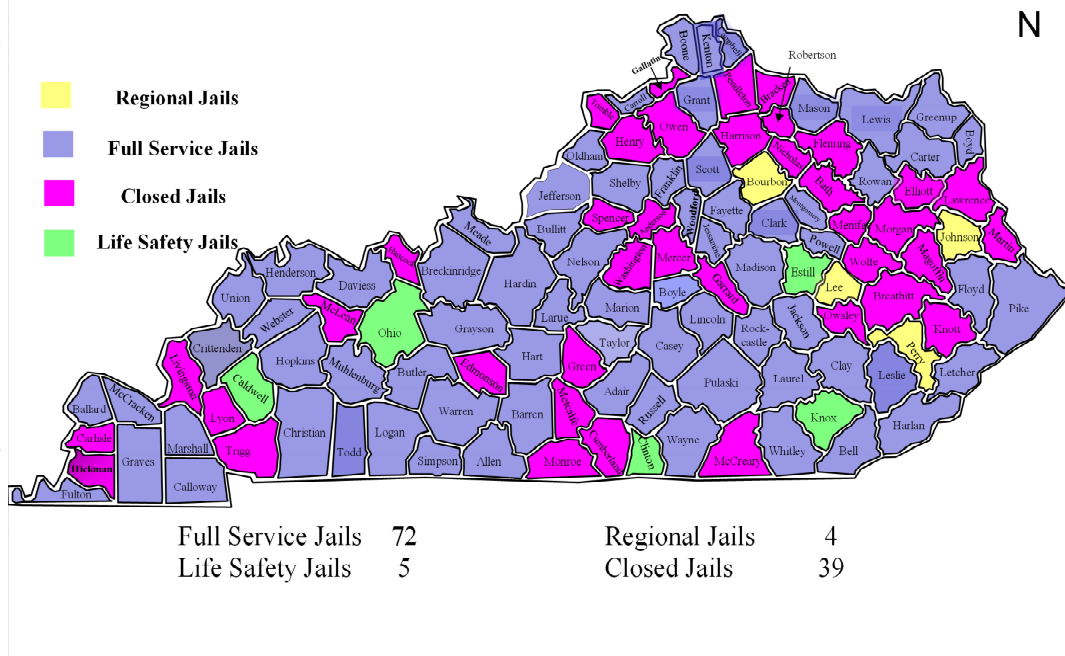 N
Regional Jails
Full Service Jails
Closed Jails
Life Safety Jails
Boone
Kenton
Campbell
Robertson
Gallatin
Pendleton
Bracken
Trimble
Carroll
Grant
Mason
Lewis
Greenup
Owen
Boyd
Henry
Harrison
Fleming
Carter
Oldham
Nicholas
Franklin
Scott
Shelby
Bourbon
Bath
Rowan
Elliott
Lawrence
Jefferson
Woodford
Fayette
Montgomery
Spencer
Anderson
Clark
Menifee
Morgan
Johnson
Martin
Meade
Bullitt
Jessamine
Powell
Hancock
Washington
Mercer
Wolfe
Magoffin
Henderson
Breckinridge
Nelson
Madison
Estill
Daviess
Hardin
Garrard
Lee
Floyd
Union
Boyle
Breathitt
Pike
Marion
McLean
Webster
Larue
Lincoln
Jackson
Owsley
Knott
Ohio
Grayson
Rock-
castle
Taylor
Casey
Perry
Crittenden
Hopkins
Hart
Livingston
Muhlenburg
Butler
Edmonson
Green
Clay
Letcher
Leslie
Caldwell
Pulaski
Laurel
Adair
Ballard
McCracken
Metcalfe
Russell
Warren
Barren
Lyon
Knox
Harlan
Carlisle
Christian
Logan
Cumberland
Wayne
Marshall
Trigg
Todd
Clinton
Whitley
Bell
Graves
Simpson
Allen
Monroe
McCreary
Hickman
Calloway
Fulton
Full Service Jails 72
Regional Jails 4
Life Safety Jails 5
Closed Jails 39